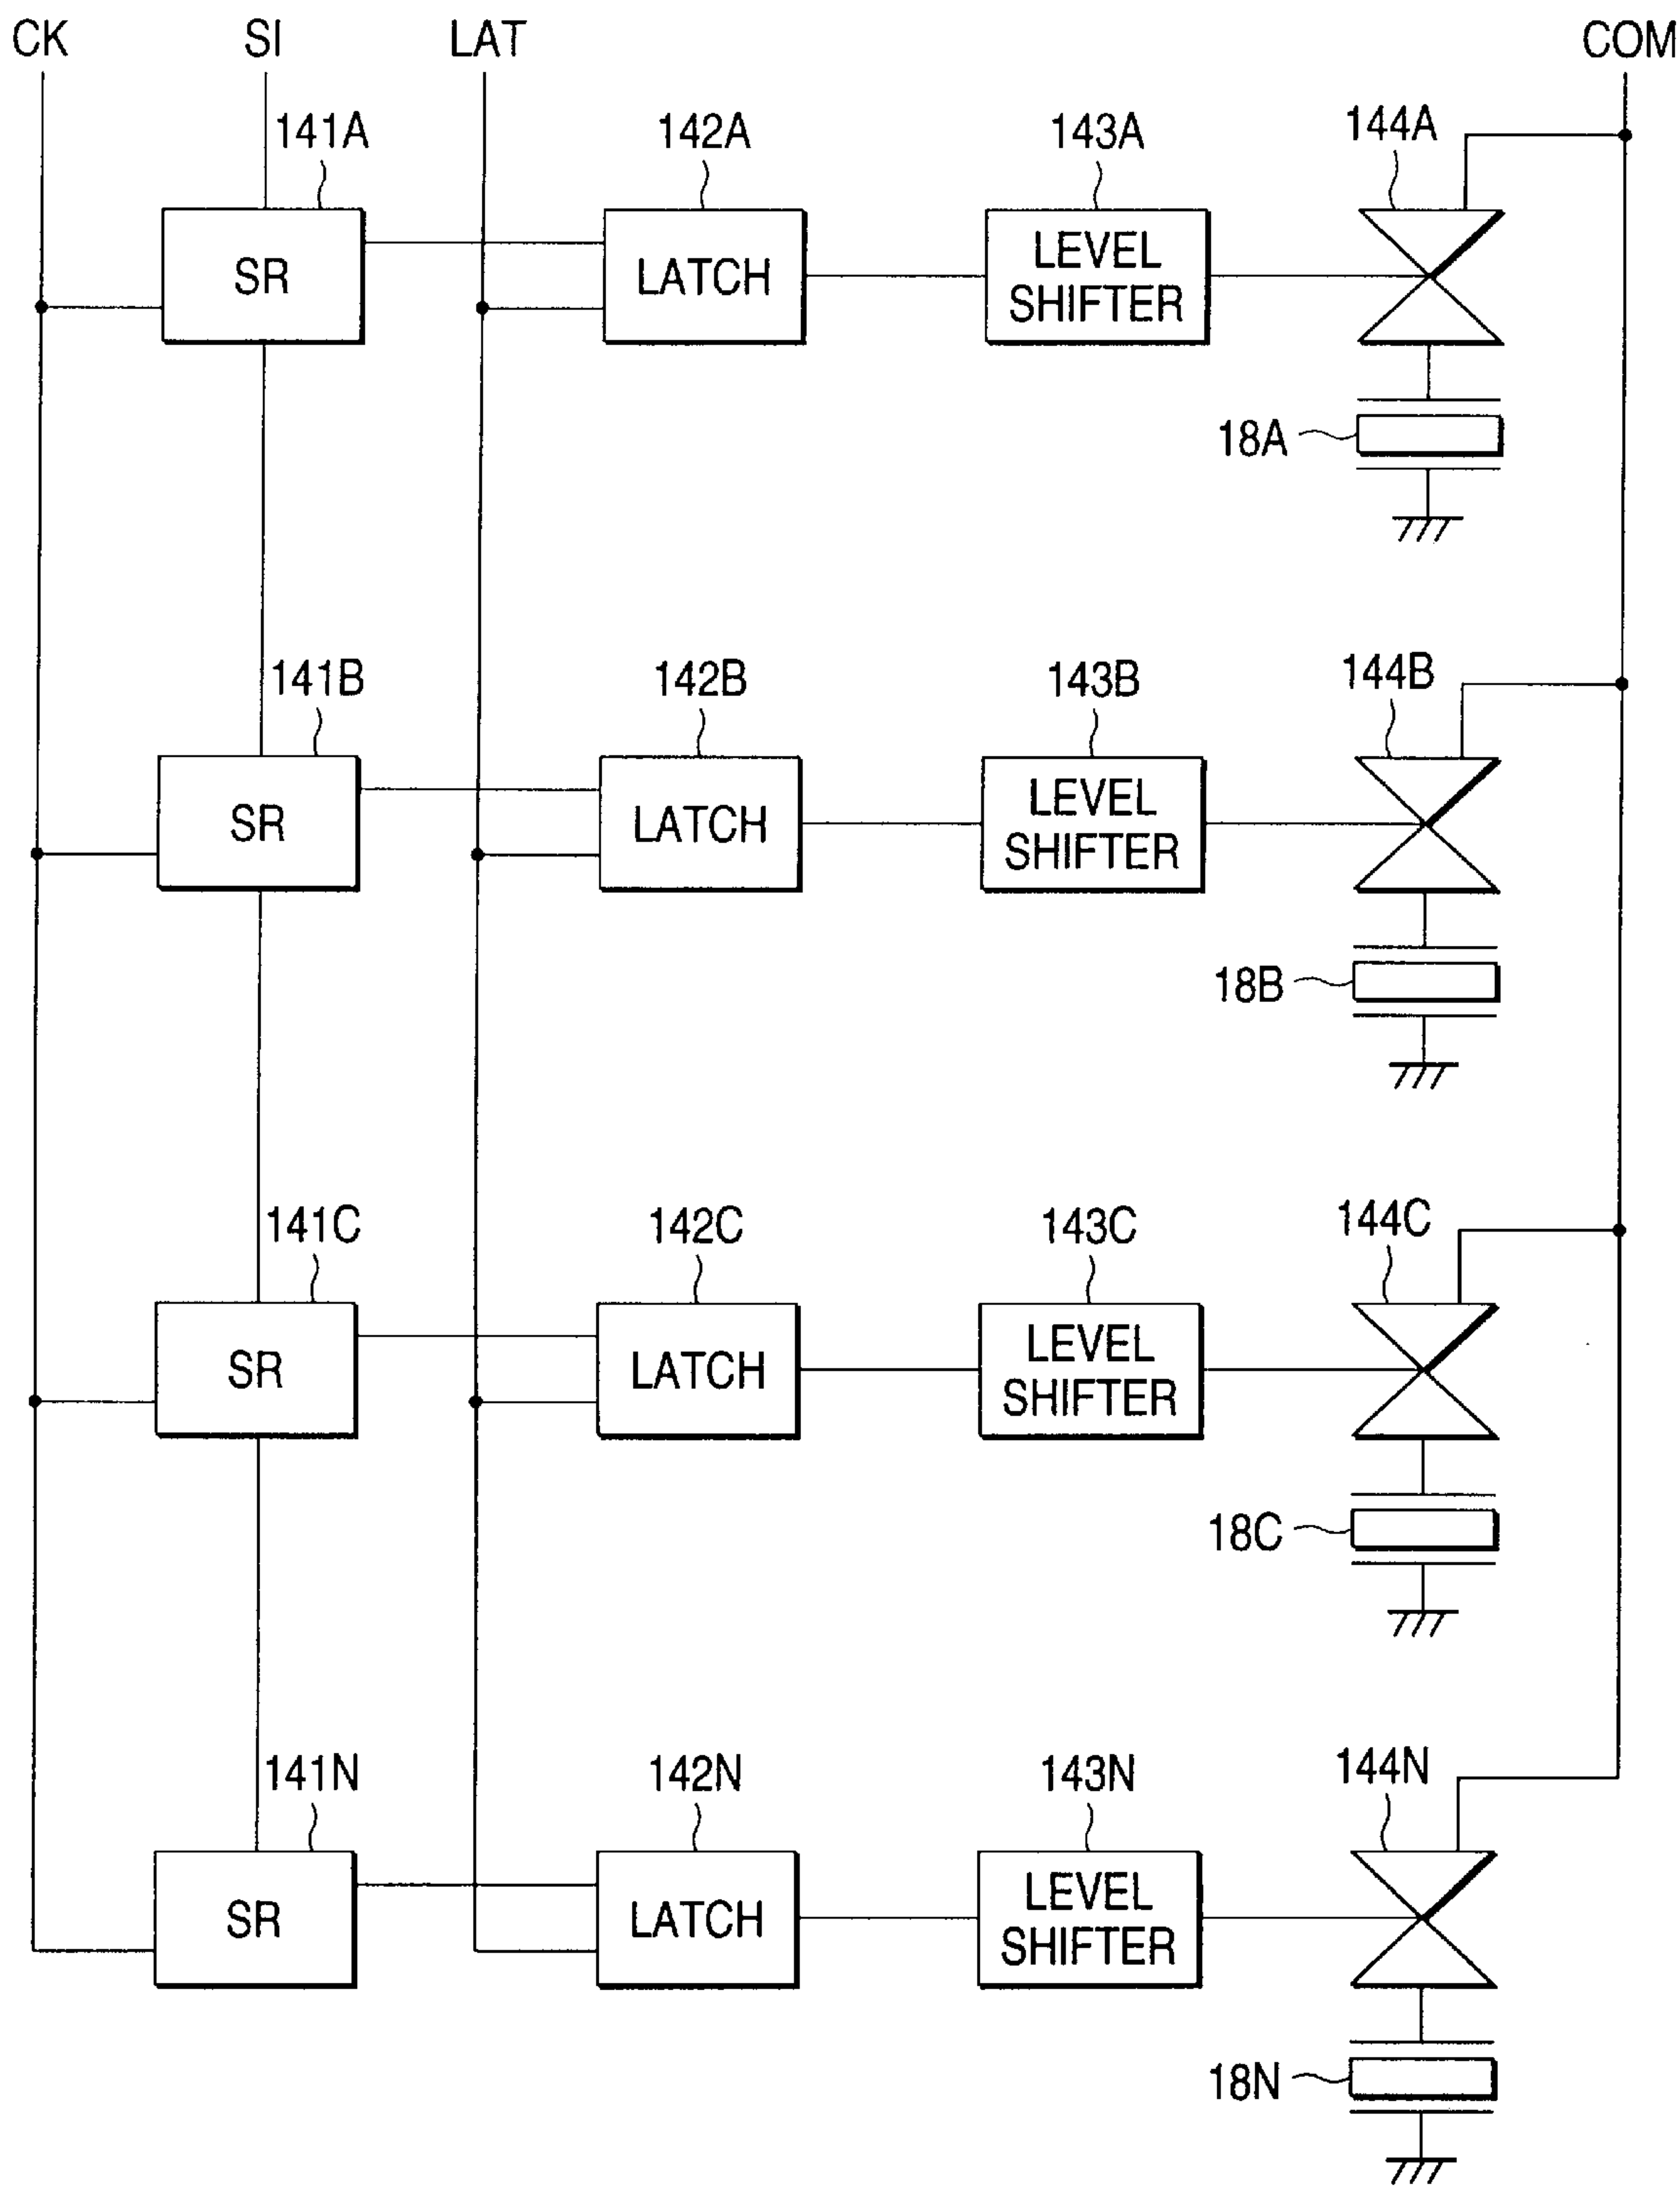 CK SI LAT COM
141A 142A 143A 144A
SR LATCH LEVEL
SHIFTER
18A
141B 142B 143B 144B
SR LATCH LEVEL
SHIFTER
18B
141C 142C 143C 144C
SR LATCH LEVEL
SHIFTER
18C
141N 142N 143N 144N
SR LATCH LEVEL
SHIFTER
18N